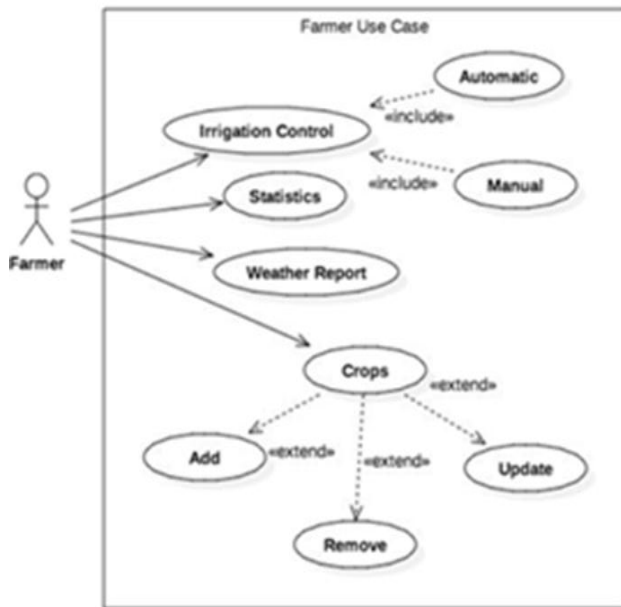 Farmer Use Case
Automatic
«include»
Irrigation Control
«include»
Manual
Statistics
Farmer
Weather Report
Crops
«extend»
Add
«extend»
«extend»
Update
Remove